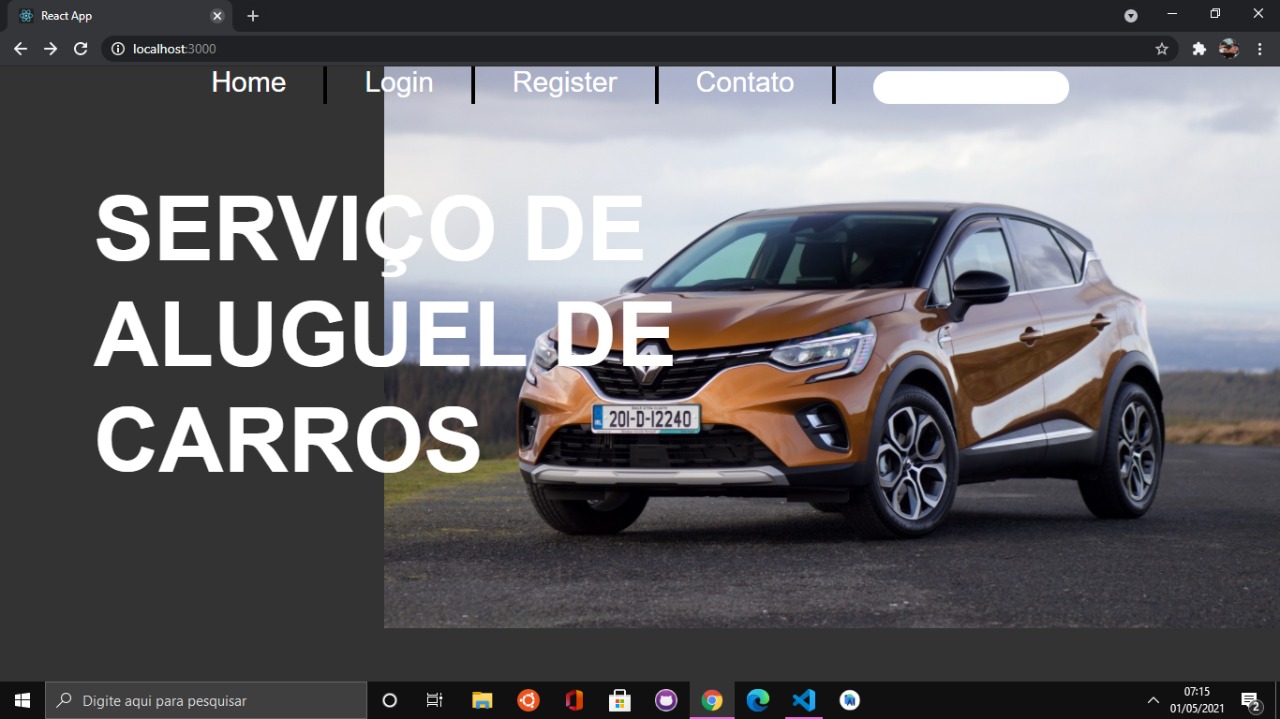 React App
localhost:3000
Home
Login
Register
Contato
SERVIÇO DE
ALUGUEL DE
CARROS
201-D-12240
Digite aqui para pesquisar
07:15
01/05/2021
2